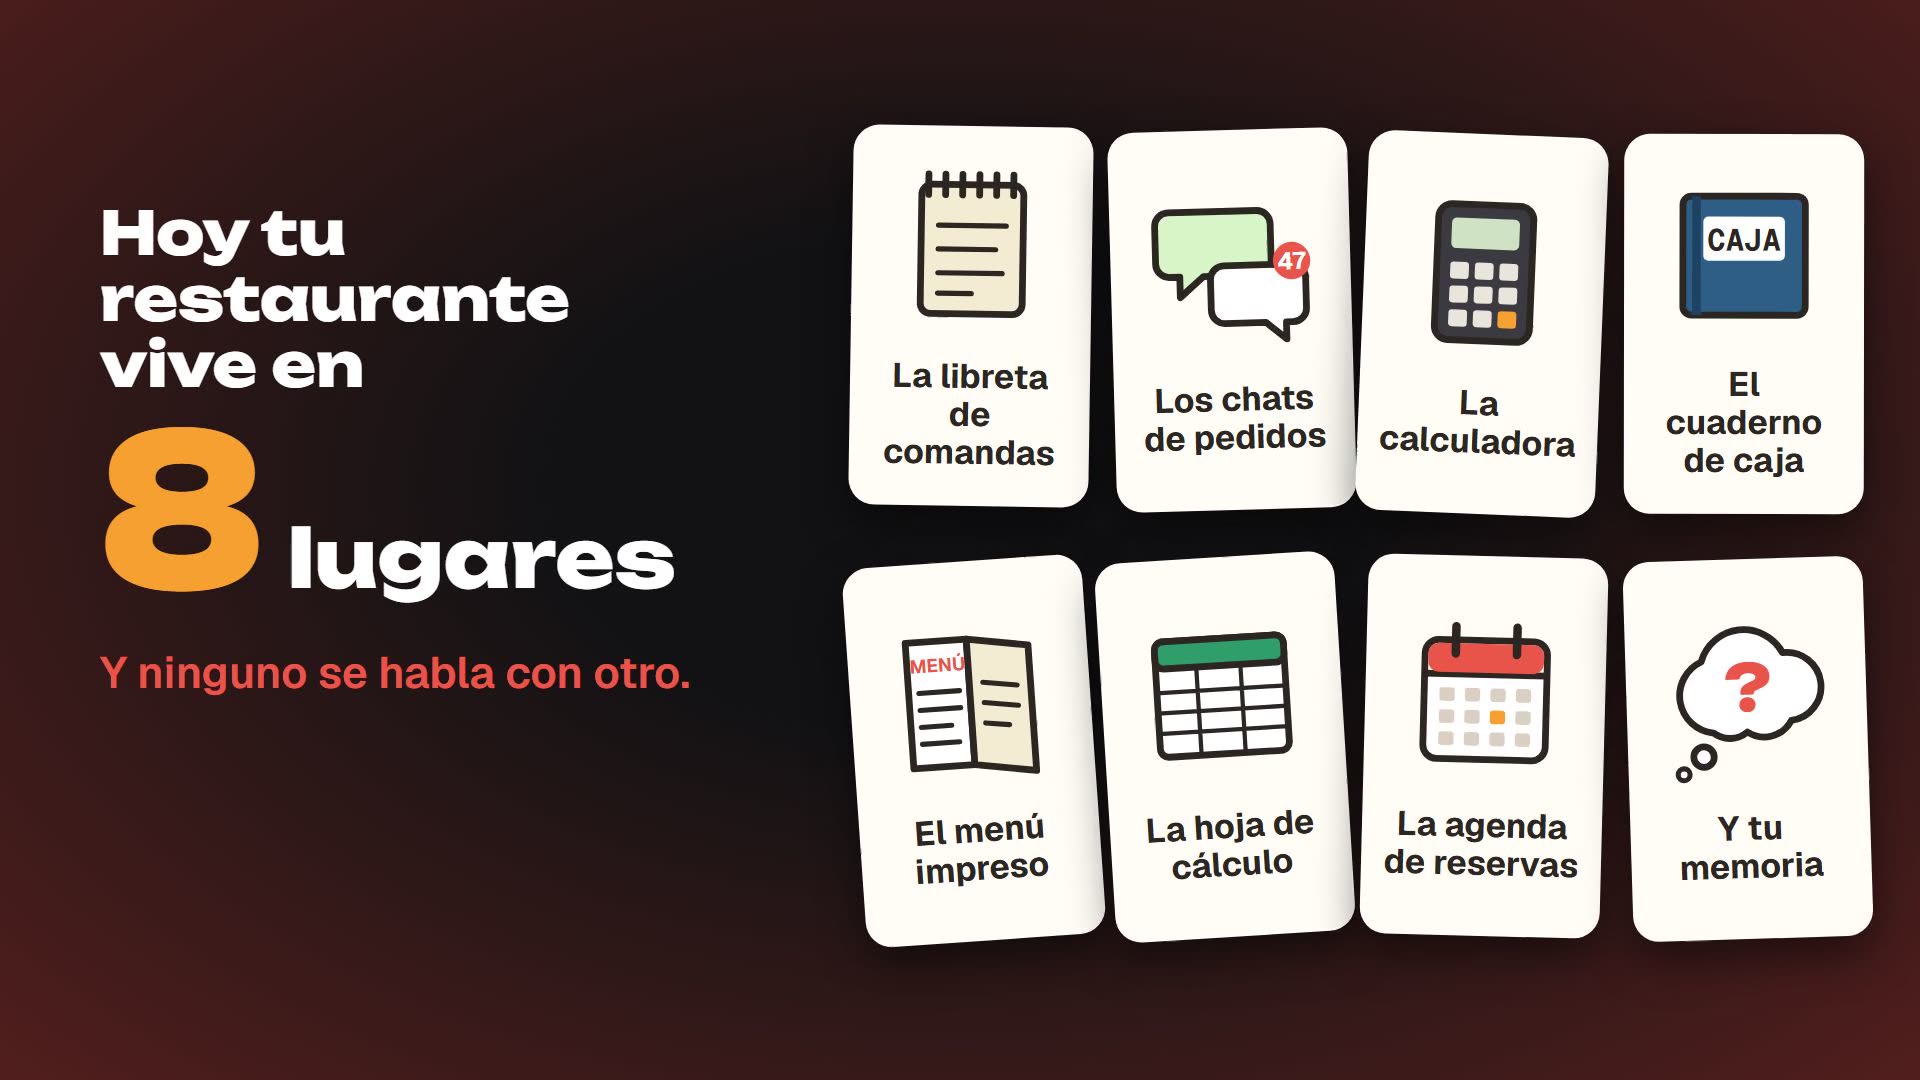 Hoy tu
restaurante
vive en
8 lugares
Y ninguno se habla con otro.
La libreta
de
comandas
47
Los chats
de pedidos
La
calculadora
CAJA
El
cuaderno
de caja
MENÚ
El menú
impreso
La hoja de
cálculo
La agenda
de reservas
?
Y tu
memoria